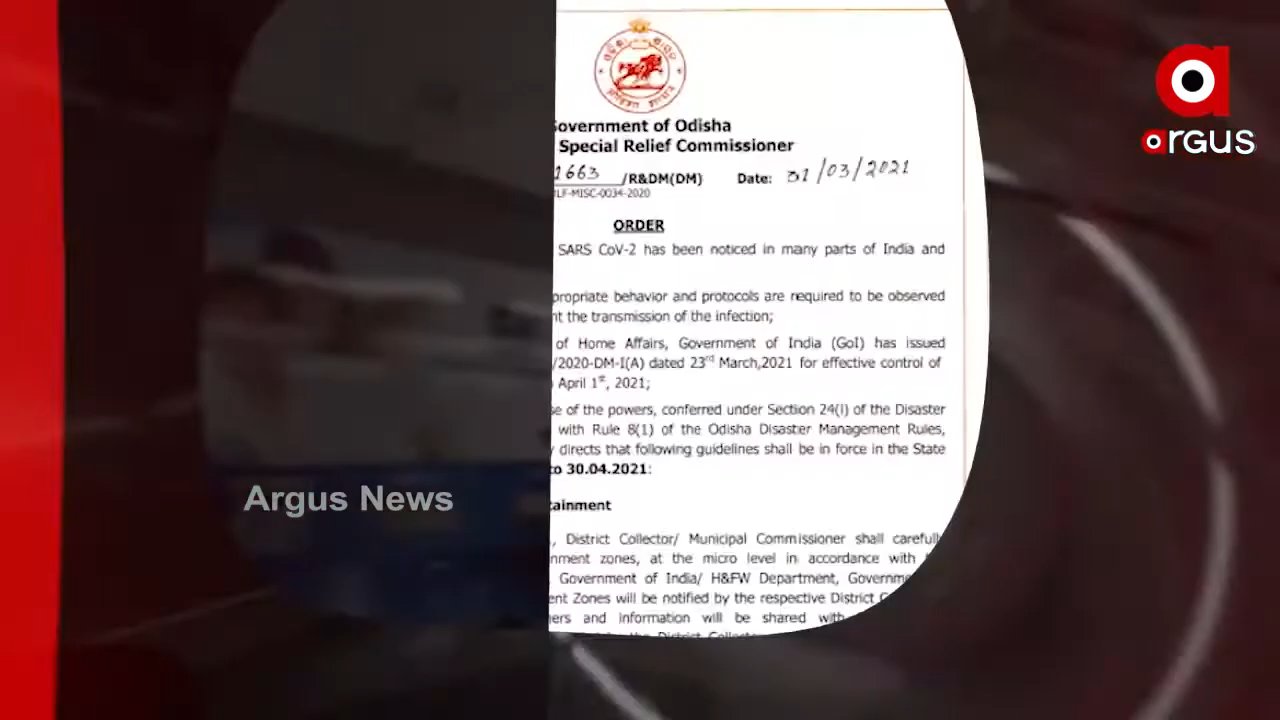 argus
Government of Odisha
Special Relief Commissioner
1663 /R&DM(DM) Date: 31/03/2021
LF-MISC-0034-2020
ORDER
SARS CoV-2 has been noticed in many parts of India and
propriate behavior and protocols are required to be observed
nt the transmission of the infection;
of Home Affairs, Government of India (GoI) has issued
/2020-DM-I(A) dated 23rd March,2021 for effective control of
April 1st, 2021;
se of the powers, conferred under Section 24(l) of the Disaster
with Rule 8(1) of the Odisha Disaster Management Rules,
directs that following guidelines shall be in force in the State
to 30.04.2021:
Argus News
tainment
, District Collector/ Municipal Commissioner shall carefull
nment zones, at the micro level in accordance with
Government of India/ H&FW Department, Governme
ent Zones will be notified by the respective District
ers and information will be shared with
the District Collec